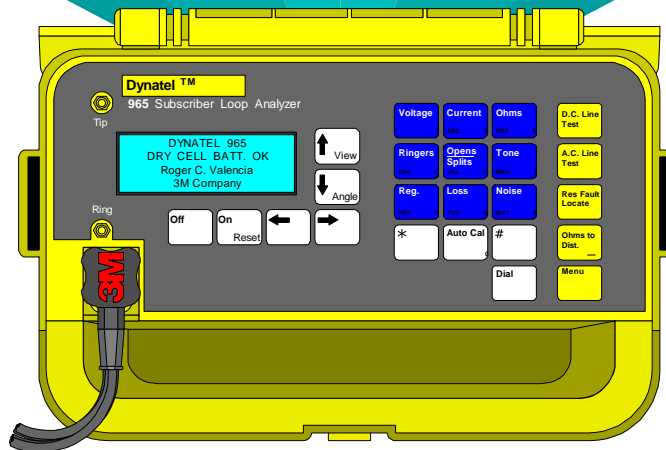 Dynatel ™
965 Subscriber Loop Analyzer
Tip
DYNATEL 965
DRY CELL BATT. OK
Roger C. Valencia
3M Company
View
Angle
Ring
Off
On
Reset
3M
Voltage
Current
ABC
Ohms
DEF
D.C. Line
Test
Ringers
Opens
Splits
Tone
A.C. Line
Test
Reg.
Loss
Noise
Res Fault
Locate
*
Auto Cal
#
Ohms to
Dist.
Dial
Menu